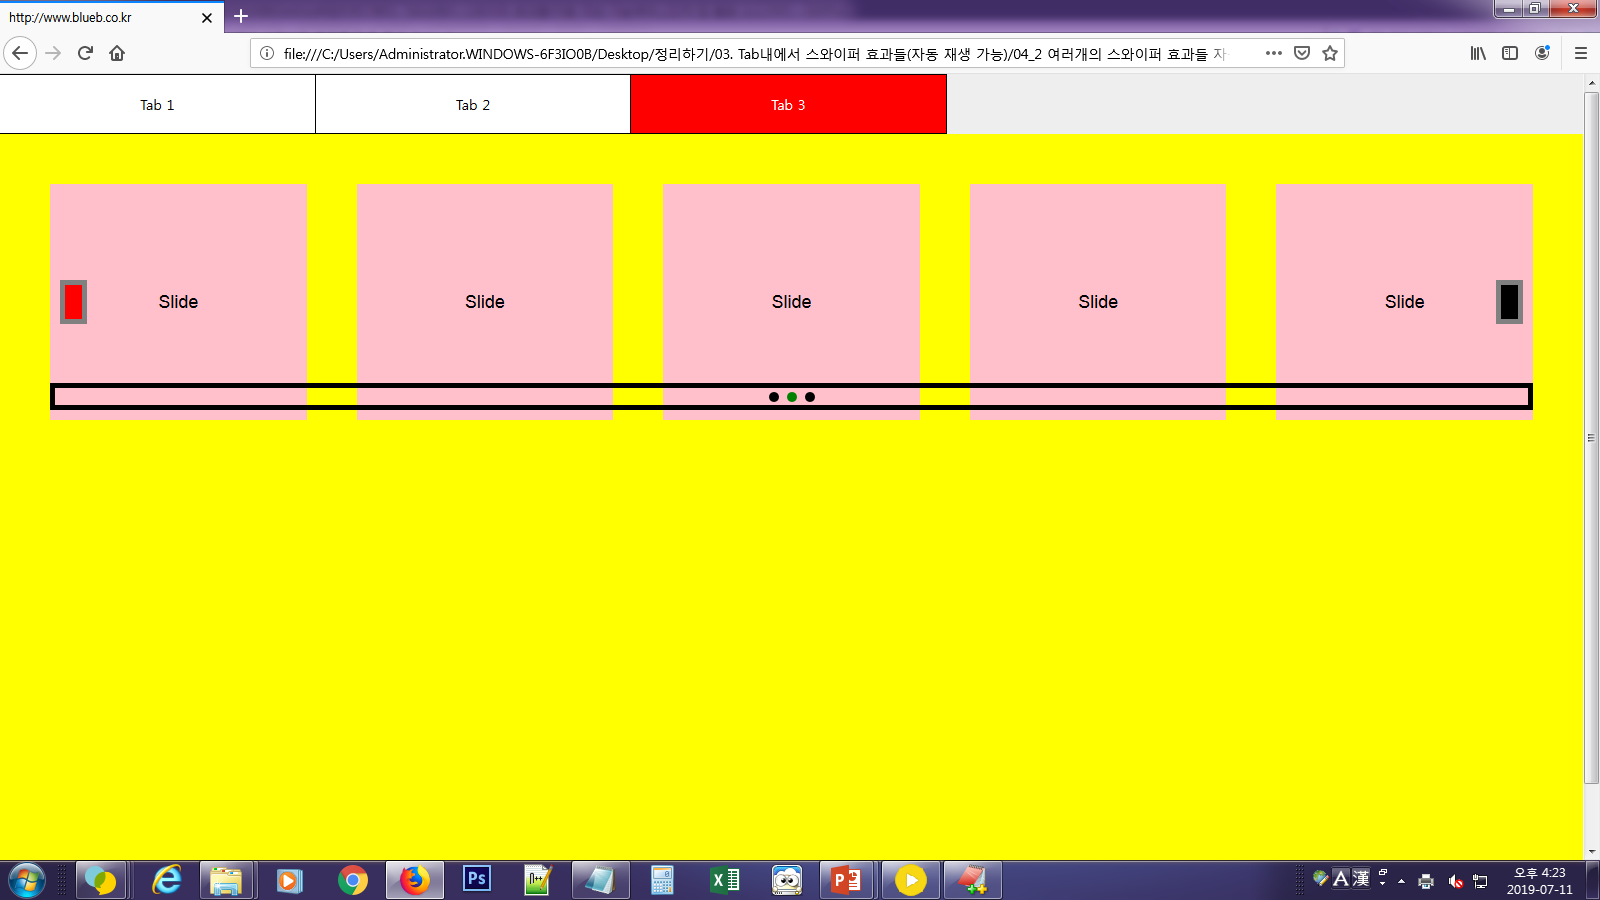 http://www.blueb.co.kr
file:///C:/Users/Administrator.WINDOWS-6F3IO0B/Desktop/정리하기/03. Tab내에서 스와이퍼 효과들(자동 재생 가능)/04_2 여러개의 스와이퍼 효과들
Tab 1 Tab 2 Tab 3
Slide Slide Slide Slide Slide
Ps
A 漢
오후 4:23
2019-07-11